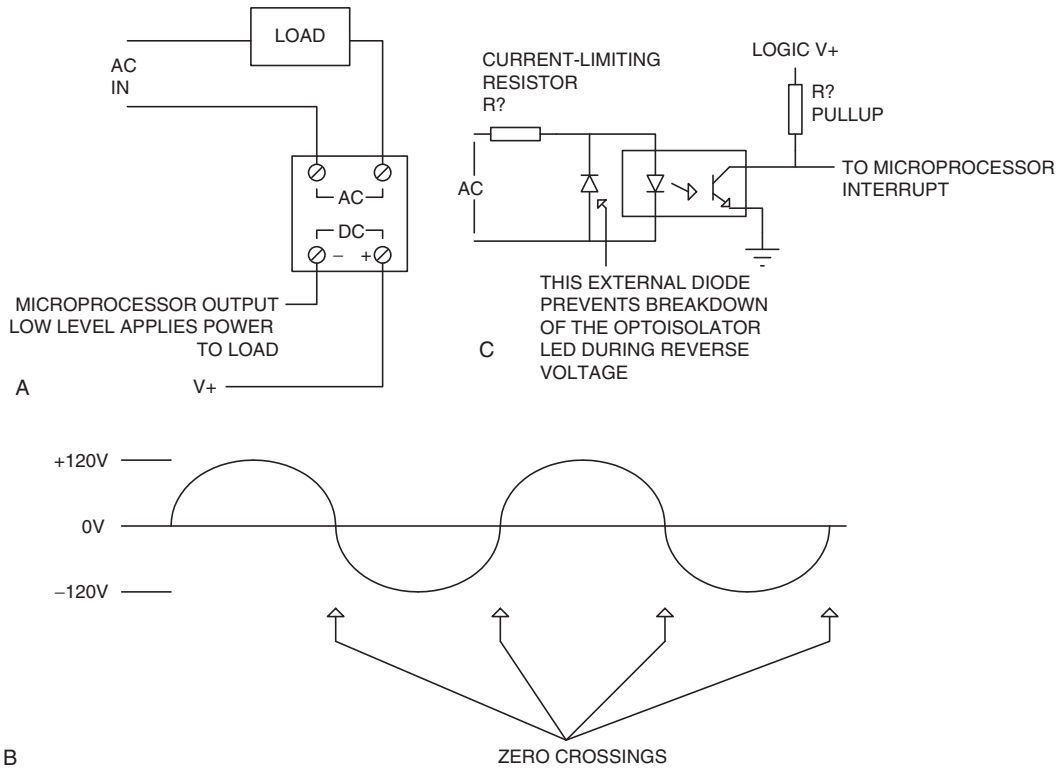 LOAD
AC
IN
AC
DC
− +
MICROPROCESSOR OUTPUT
LOW LEVEL APPLIES POWER
TO LOAD
V+
A
CURRENT-LIMITING
RESISTOR
R?
LOGIC V+
R?
PULLUP
AC
TO MICROPROCESSOR
INTERRUPT
THIS EXTERNAL DIODE
PREVENTS BREAKDOWN
OF THE OPTOISOLATOR
LED DURING REVERSE
VOLTAGE
C
+120V
0V
−120V
ZERO CROSSINGS
B